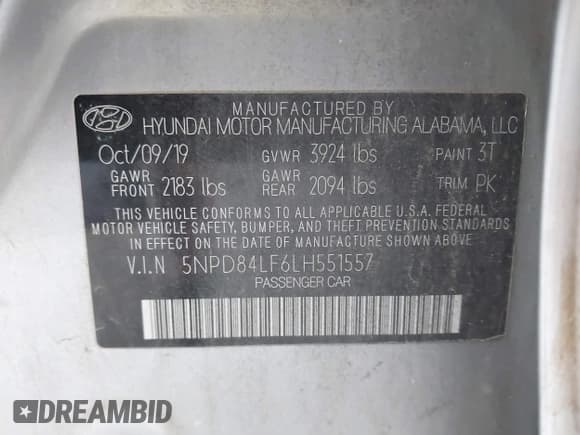 MANUFACTURED BY
HYUNDAI MOTOR MANUFACTURING ALABAMA, LLC
Oct/09/19 GVWR 3924 lbs PAINT 3T
GAWR FRONT 2183 lbs GAWR REAR 2094 lbs TRIM PK
THIS VEHICLE CONFORMS TO ALL APPLICABLE U.S.A. FEDERAL
MOTOR VEHICLE SAFETY, BUMPER, AND THEFT PREVENTION STANDARDS
IN EFFECT ON THE DATE OF MANUFACTURE SHOWN ABOVE.
V.I.N 5NPD84LF6LH551557
PASSENGER CAR
DREAMBID